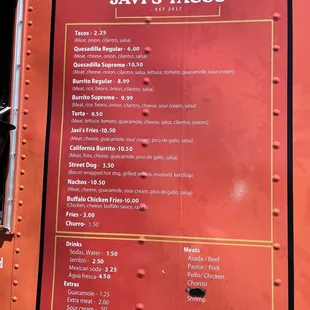 JAVI'S TACOS
EST 2017
Tacos - 2.25
(Meat, onion, cilantro, salsa)
Quesadilla Regular - 6.00
(Meat, cheese, onion, cilantro, salsa)
Quesadilla Supreme -10.50
(Meat, cheese, onion, cilantro, salsa, lettuce, tomato, guacamole, sour cream)
Burrito Regular - 8.99
(Meat, rice, beans, onion, cilantro, salsa)
Burrito Supreme - 9.99
(Meat, rice, beans, onion, cilantro, cheese, sour cream, salsa)
Torta - 9.50
(Meat, lettuce, tomato, guacamole, cheese, salsa, cilantro, onions)
Javi's Fries -10.50
(Meat, cheese, guacamole, sour cream, pico de gallo, salsa)
California Burrito -10.50
(Meat, fries, cheese, guacamole, pico de gallo, salsa)
Street Dog - 3.50
(Bacon wrapped hot dog, grilled onions, mustard, ketchup)
Nachos - 10.50
(Meat, cheese, guacamole, sour cream, pico de gallo, salsa)
Buffalo Chicken Fries-10.00
(Chicken, cheese, buffalo sauce,
Fries - 3.00
Churro-
Drinks
Sodas, Water - 1.50
Jarritos - 2.50
Mexican soda - 3.25
Agua fresca -4.50
Extras
Guacamole - 1.25
Extra meat - 2.00
Sour cream - .50
Meats
Asada / Beef
Pastor / Pork
Pollo/ Chicken
Chorizo
Shrimp